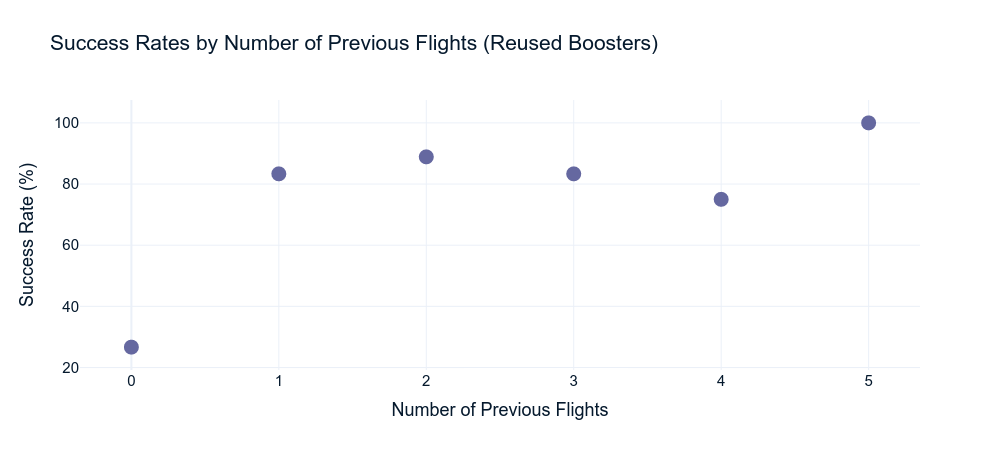 Success Rates by Number of Previous Flights (Reused Boosters)
Success Rate (%)
100
80
60
40
20
0 1 2 3 4 5
Number of Previous Flights